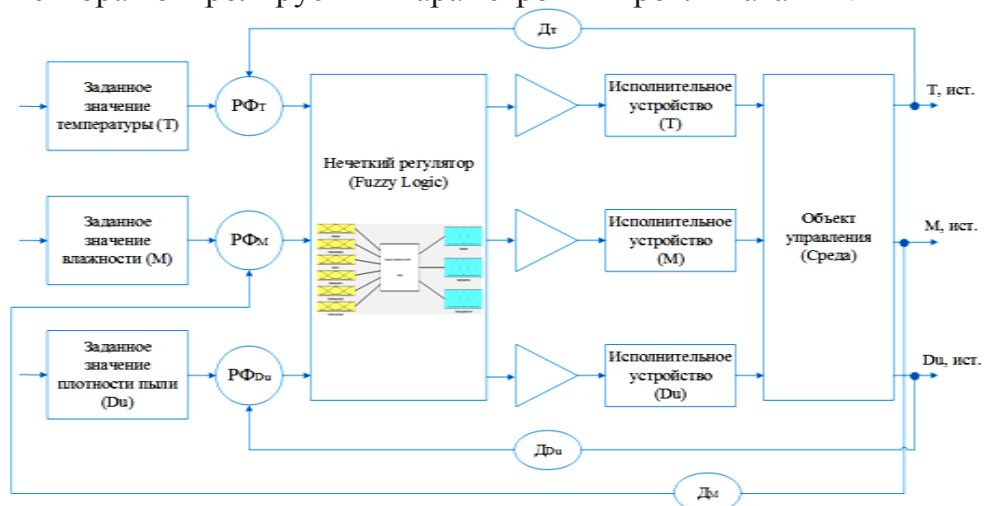 Дт
Заданное
значение
температуры (Т)
РФТ
Нечеткий регулятор
(Fuzzy Logic)
Исполнительное
устройство
(Т)
Т, ист.
Заданное
значение
влажности (М)
РФМ
Исполнительное
устройство
(М)
Объект
управления
(Среда)
М, ист.
Заданное
значение
плотности пыли
(Du)
РФDu
Исполнительное
устройство
(Du)
Du, ист.
ДDu
ДМ